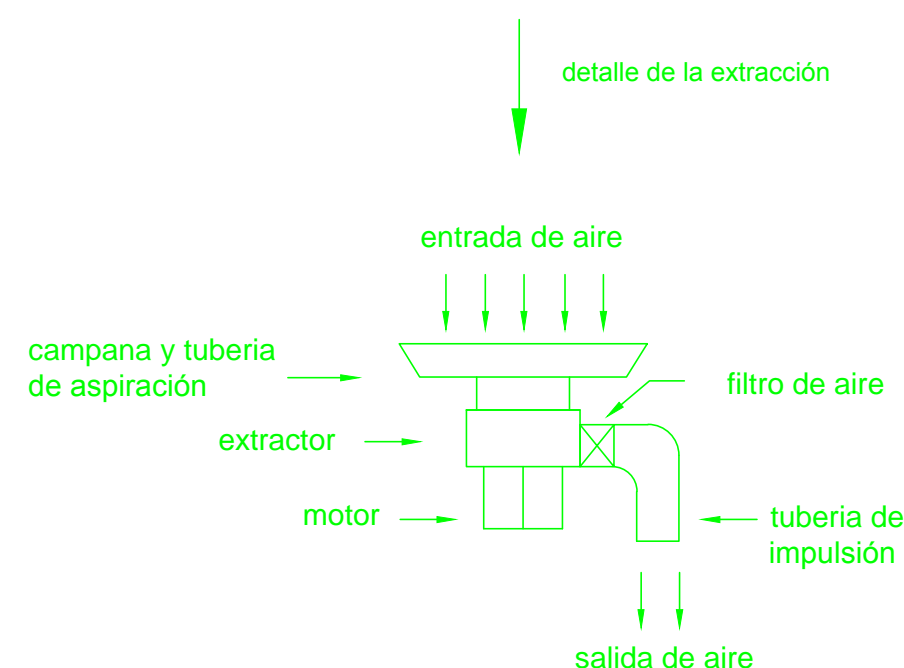 detalle de la extracción
entrada de aire
campana y tuberia
de aspiración
filtro de aire
extractor
motor
tuberia de
impulsión
salida de aire